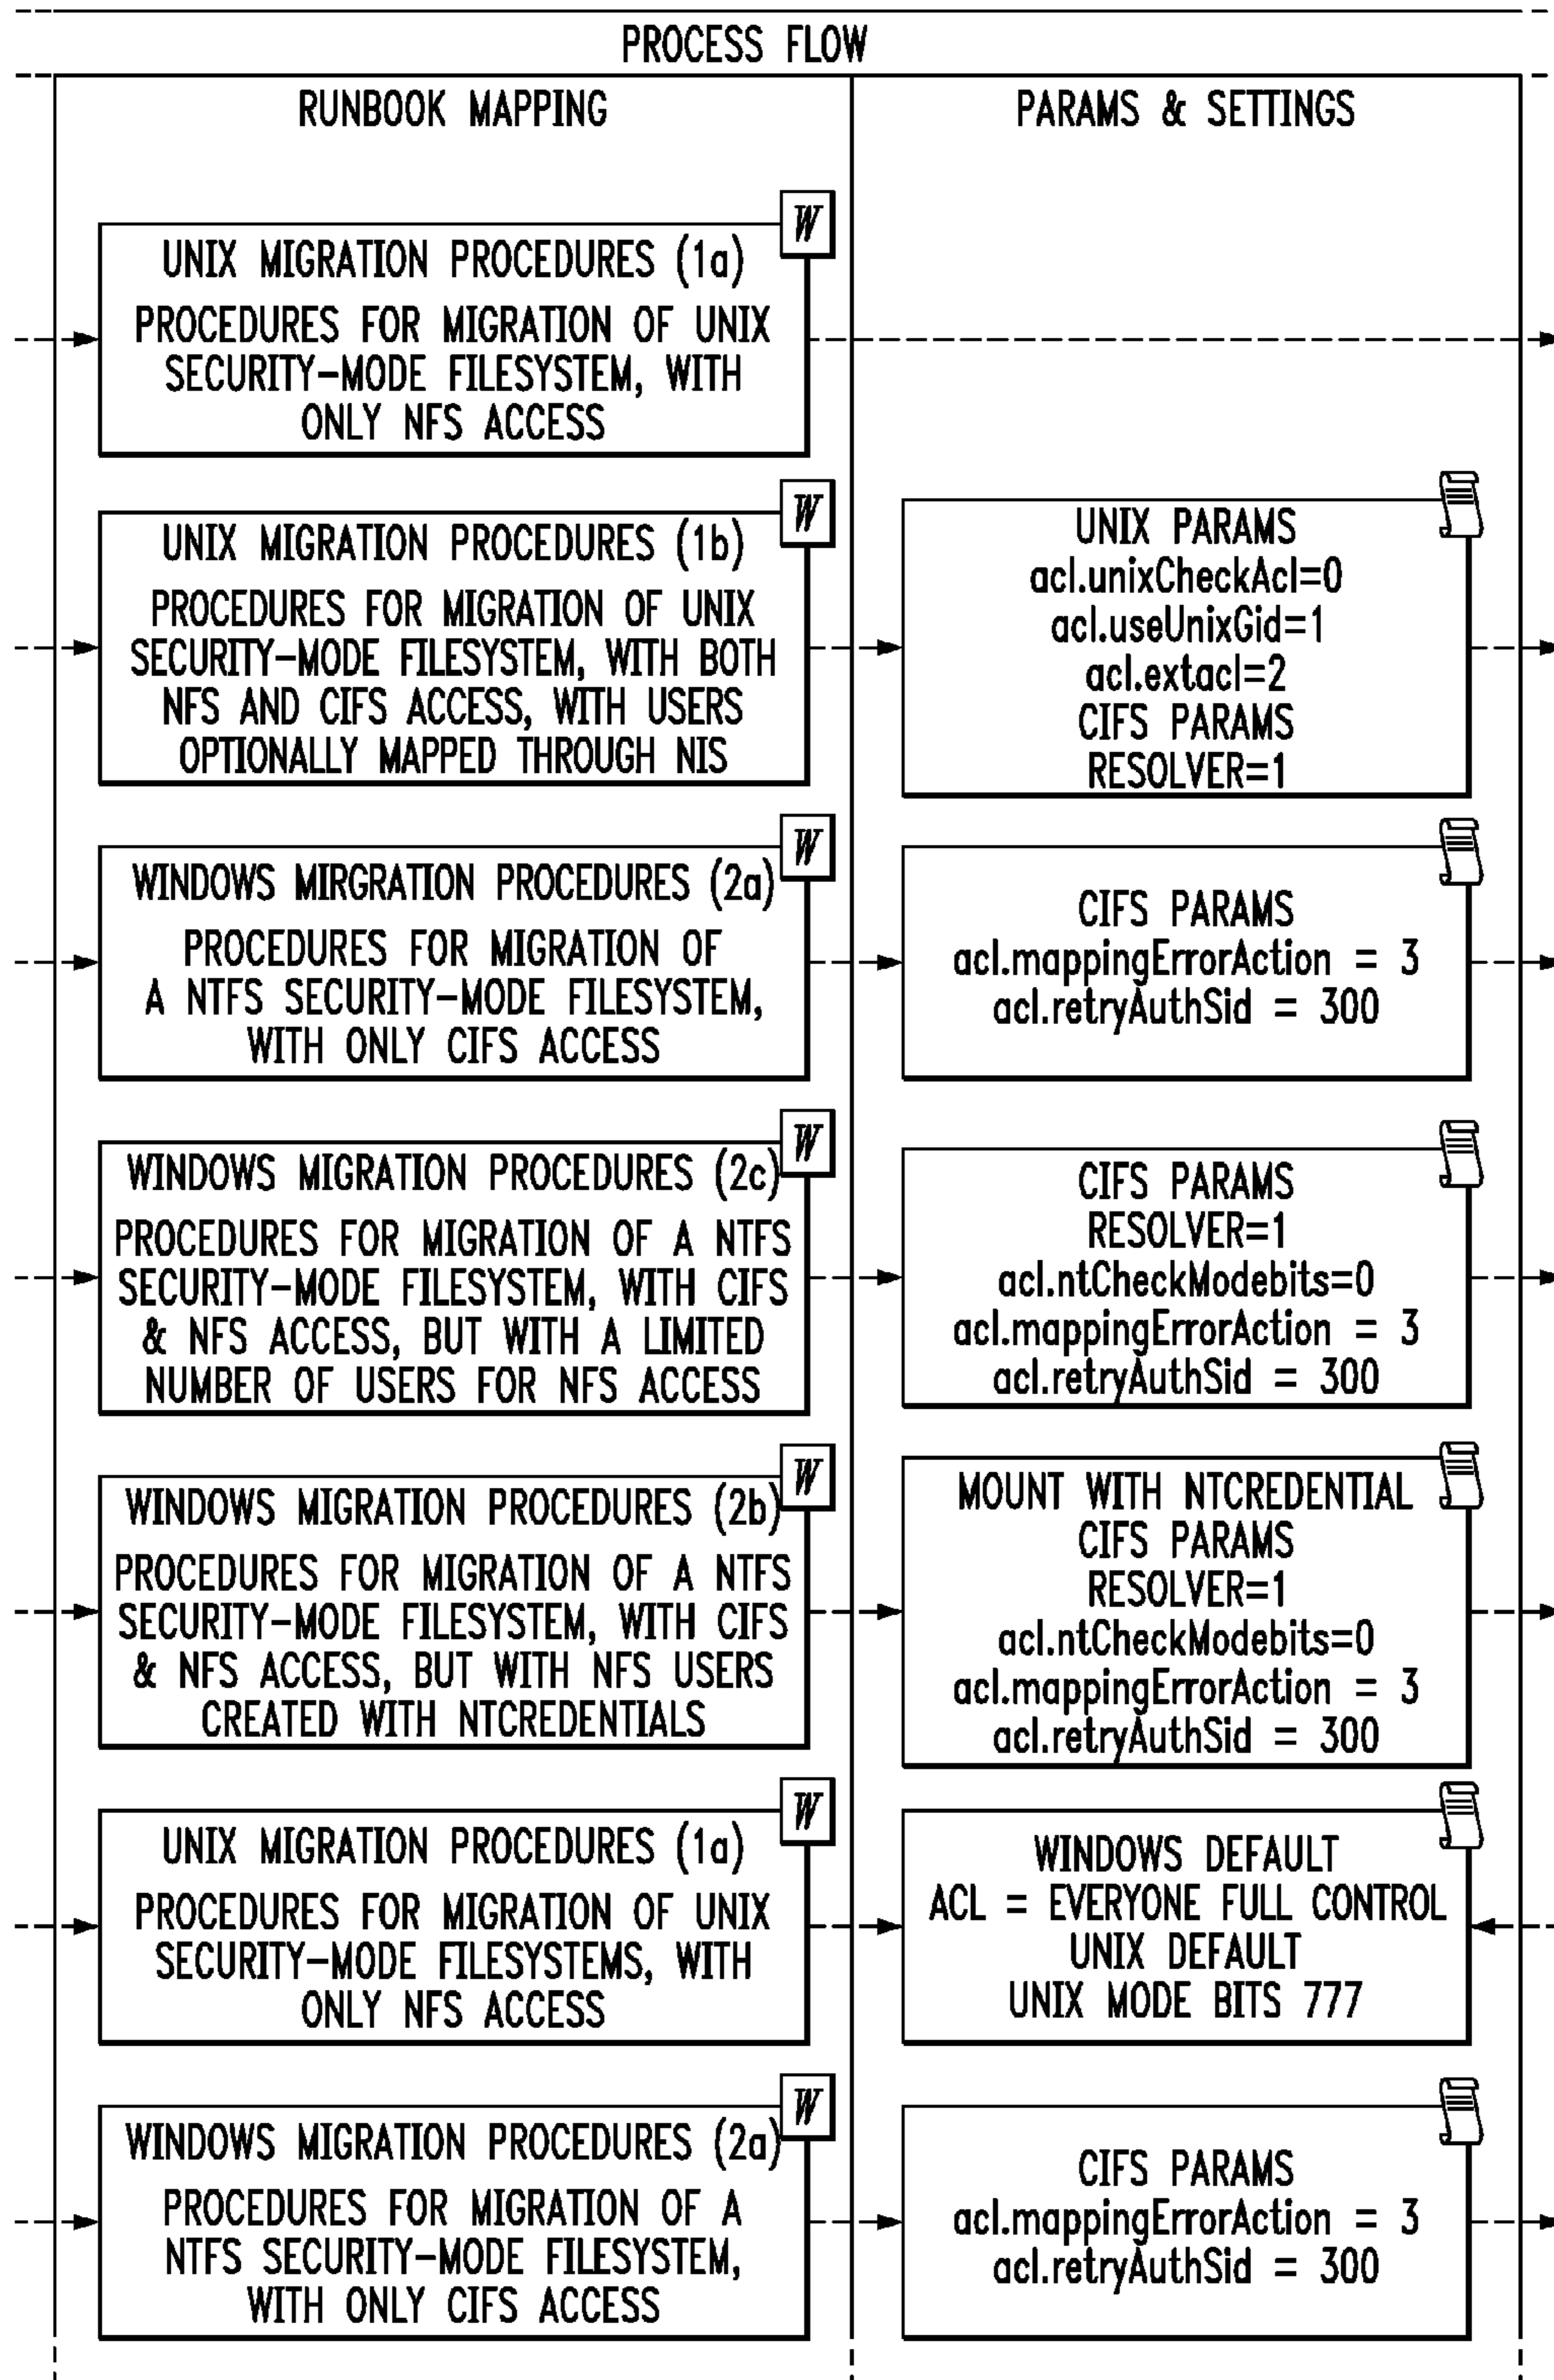 PROCESS FLOW
RUNBOOK MAPPING
PARAMS & SETTINGS
W
UNIX MIGRATION PROCEDURES (1a)
PROCEDURES FOR MIGRATION OF UNIX
SECURITY-MODE FILESYSTEM, WITH
ONLY NFS ACCESS
W
UNIX MIGRATION PROCEDURES (1b)
PROCEDURES FOR MIGRATION OF UNIX
SECURITY-MODE FILESYSTEM, WITH BOTH
NFS AND CIFS ACCESS, WITH USERS
OPTIONALLY MAPPED THROUGH NIS
UNIX PARAMS
acl.unixCheckAcl=0
acl.useUnixGid=1
acl.extacl=2
CIFS PARAMS
RESOLVER=1
W
WINDOWS MIRGRATION PROCEDURES (2a)
PROCEDURES FOR MIGRATION OF
A NTFS SECURITY-MODE FILESYSTEM,
WITH ONLY CIFS ACCESS
CIFS PARAMS
acl.mappingErrorAction = 3
acl.retryAuthSid = 300
W
WINDOWS MIGRATION PROCEDURES (2c)
PROCEDURES FOR MIGRATION OF A NTFS
SECURITY-MODE FILESYSTEM, WITH CIFS
& NFS ACCESS, BUT WITH A LIMITED
NUMBER OF USERS FOR NFS ACCESS
CIFS PARAMS
RESOLVER=1
acl.ntCheckModebits=0
acl.mappingErrorAction = 3
acl.retryAuthSid = 300
W
WINDOWS MIGRATION PROCEDURES (2b)
PROCEDURES FOR MIGRATION OF A NTFS
SECURITY-MODE FILESYSTEM, WITH CIFS
& NFS ACCESS, BUT WITH NFS USERS
CREATED WITH NTCREDENTIALS
MOUNT WITH NTCREDENTIAL
CIFS PARAMS
RESOLVER=1
acl.ntCheckModebits=0
acl.mappingErrorAction = 3
acl.retryAuthSid = 300
W
UNIX MIGRATION PROCEDURES (1a)
PROCEDURES FOR MIGRATION OF UNIX
SECURITY-MODE FILESYSTEMS, WITH
ONLY NFS ACCESS
WINDOWS DEFAULT
ACL = EVERYONE FULL CONTROL
UNIX DEFAULT
UNIX MODE BITS 777
W
WINDOWS MIGRATION PROCEDURES (2a)
PROCEDURES FOR MIGRATION OF A
NTFS SECURITY-MODE FILESYSTEM,
WITH ONLY CIFS ACCESS
CIFS PARAMS
acl.mappingErrorAction = 3
acl.retryAuthSid = 300